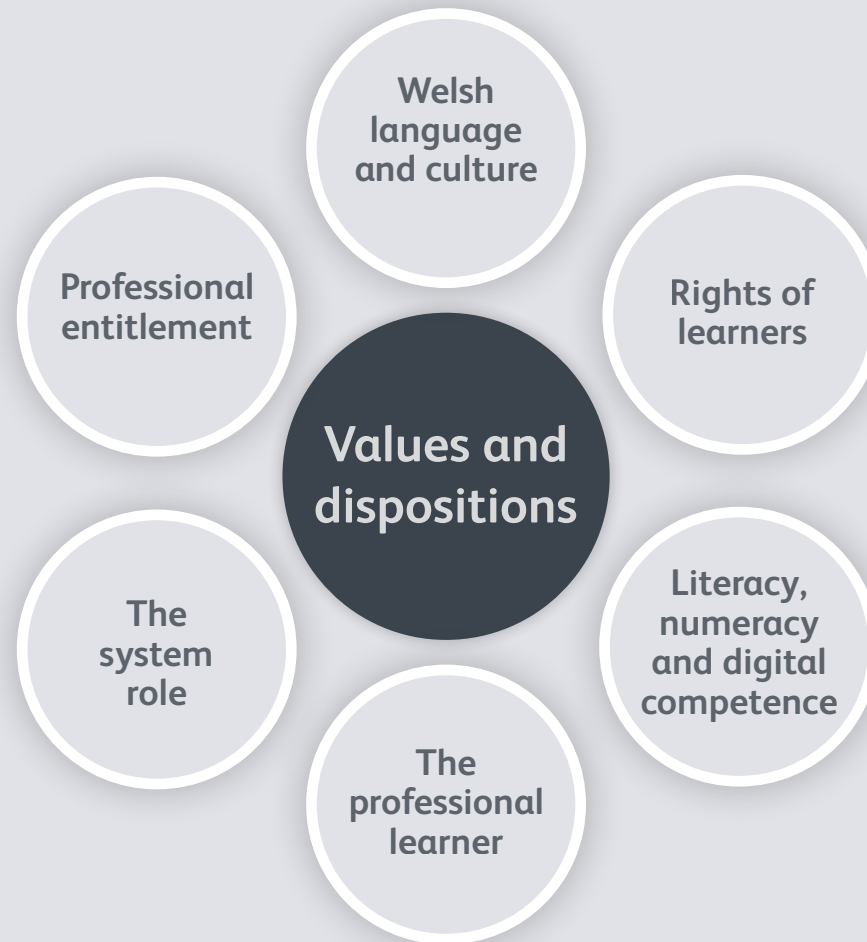 Welsh
language
and culture
Professional
entitlement
Rights of
learners
Values and
dispositions
The
system
role
Literacy,
numeracy
and digital
competence
The
professional
learner